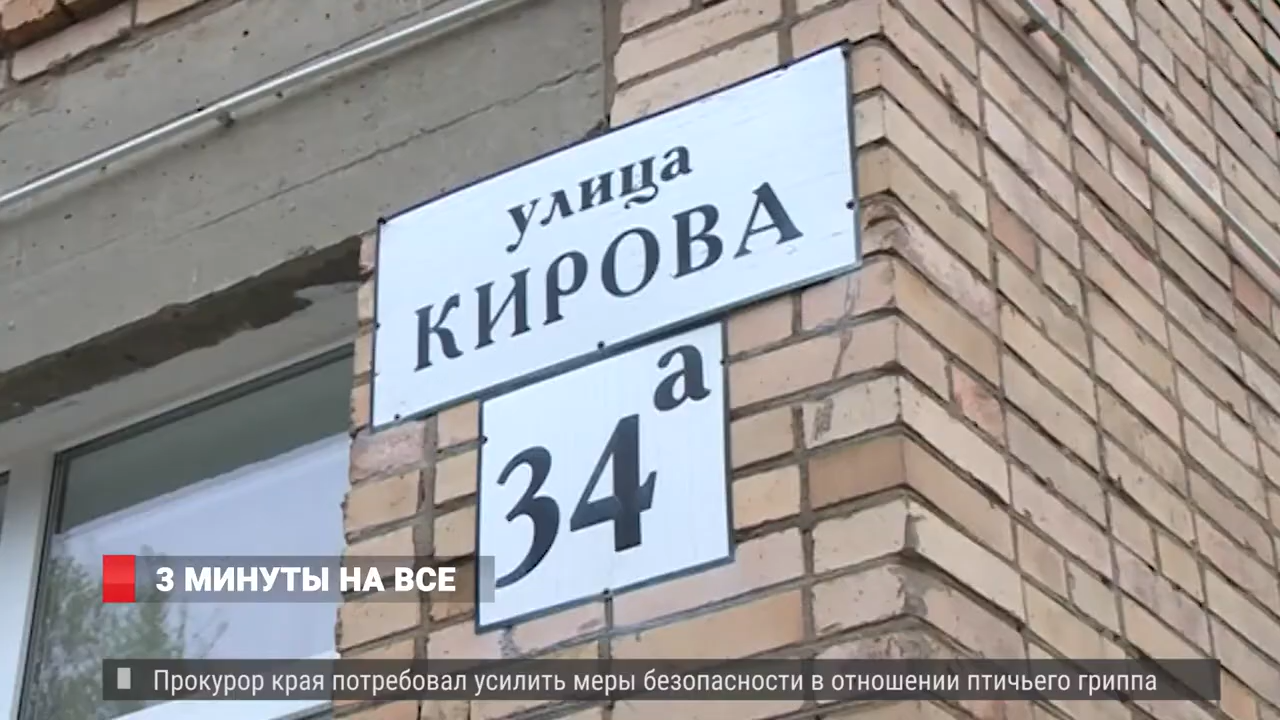 улица
КИРОВА
34а
3 МИНУТЫ НА ВСЕ
Прокурор края потребовал усилить меры безопасности в отношении птичьего гриппа